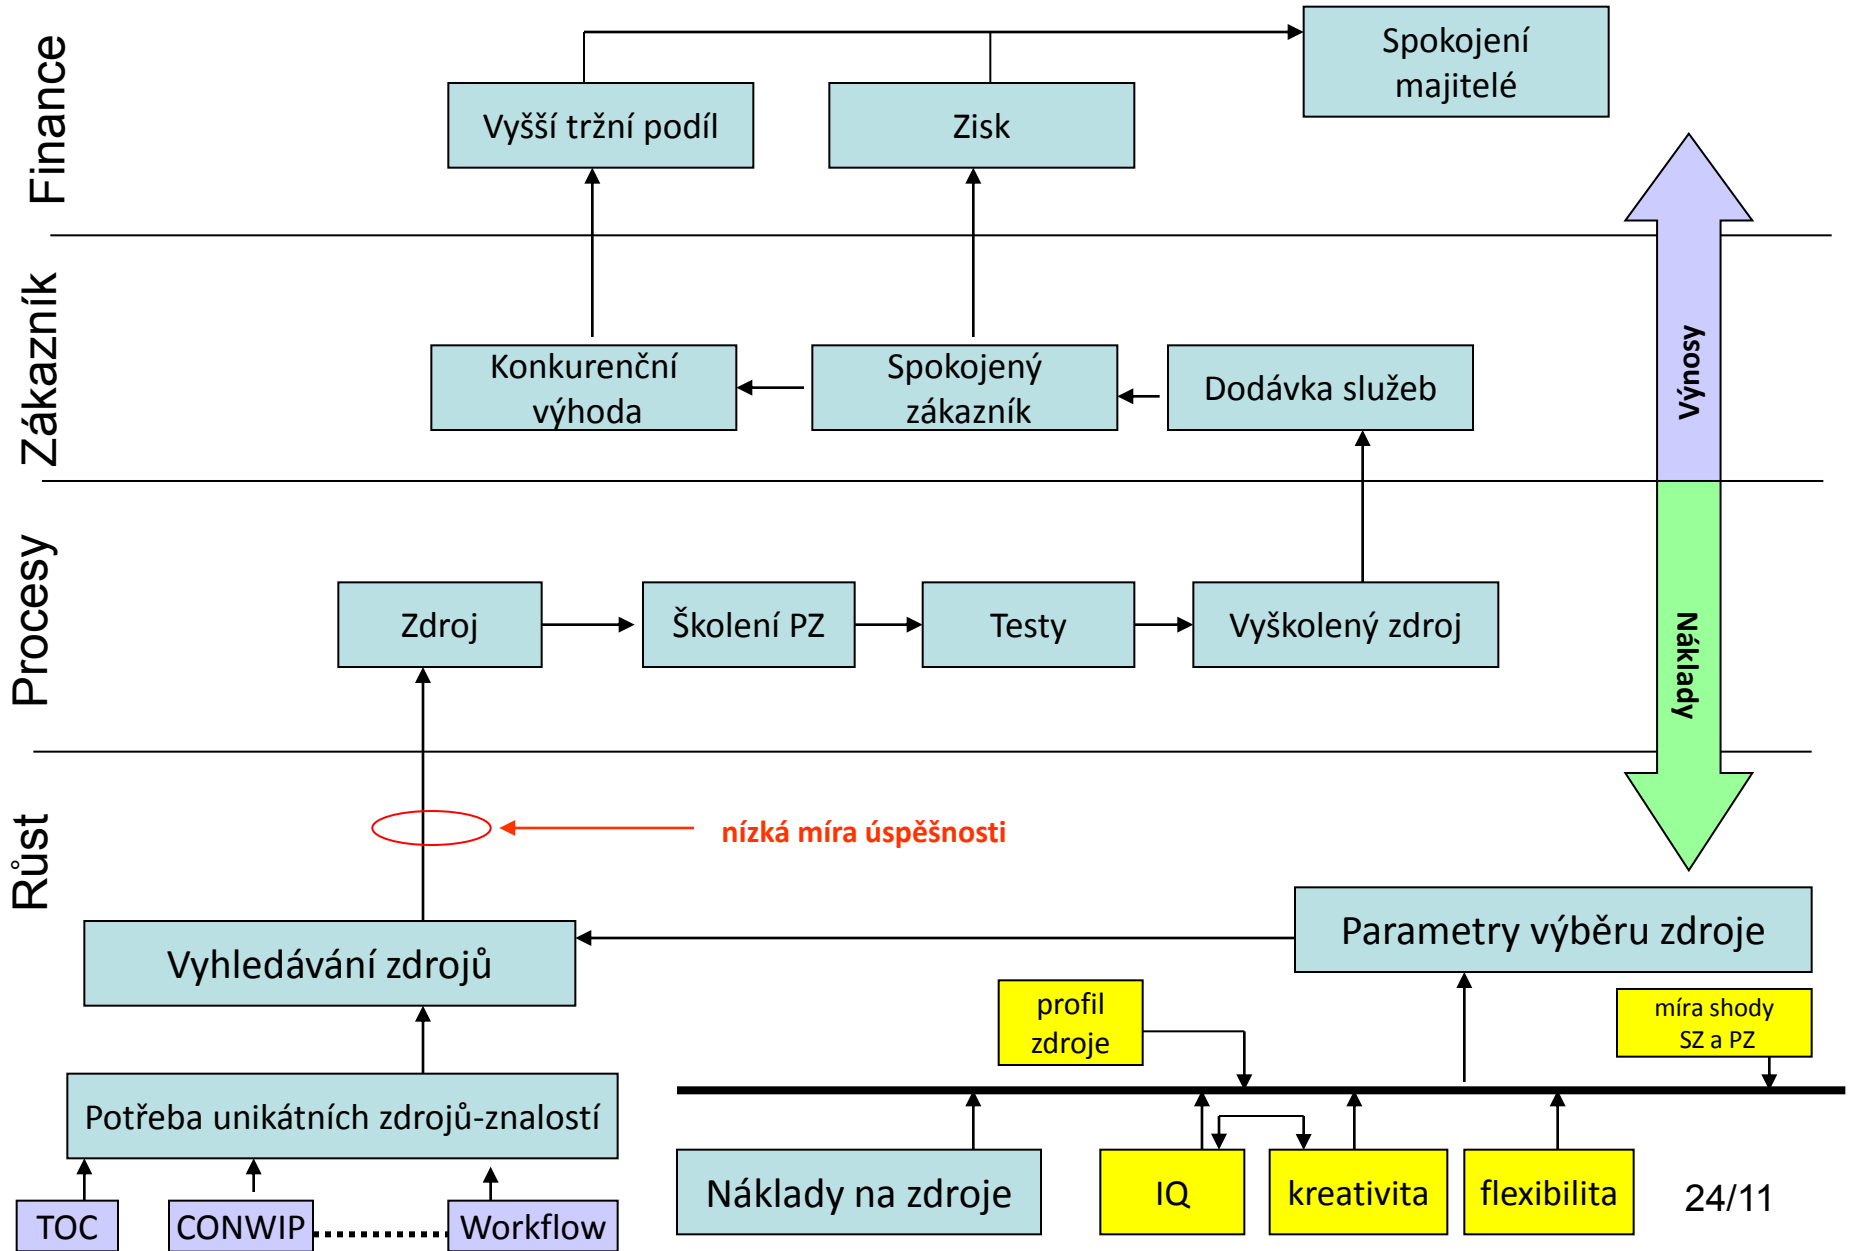 Finance
Spokojení
majitelé
Vyšší tržní podíl
Zisk
Zákazník
Konkurenční
výhoda
Spokojený
zákazník
Dodávka služeb
Výnosy
Procesy
Zdroj
Školení PZ
Testy
Vyškolený zdroj
Náklady
Růst
nízká míra úspěšnosti
Vyhledávání zdrojů
Parametry výběru zdroje
profil
zdroje
míra shody
SZ a PZ
Potřeba unikátních zdrojů-znalostí
TOC
CONWIP
Workflow
Náklady na zdroje
IQ
kreativita
flexibilita
24/11